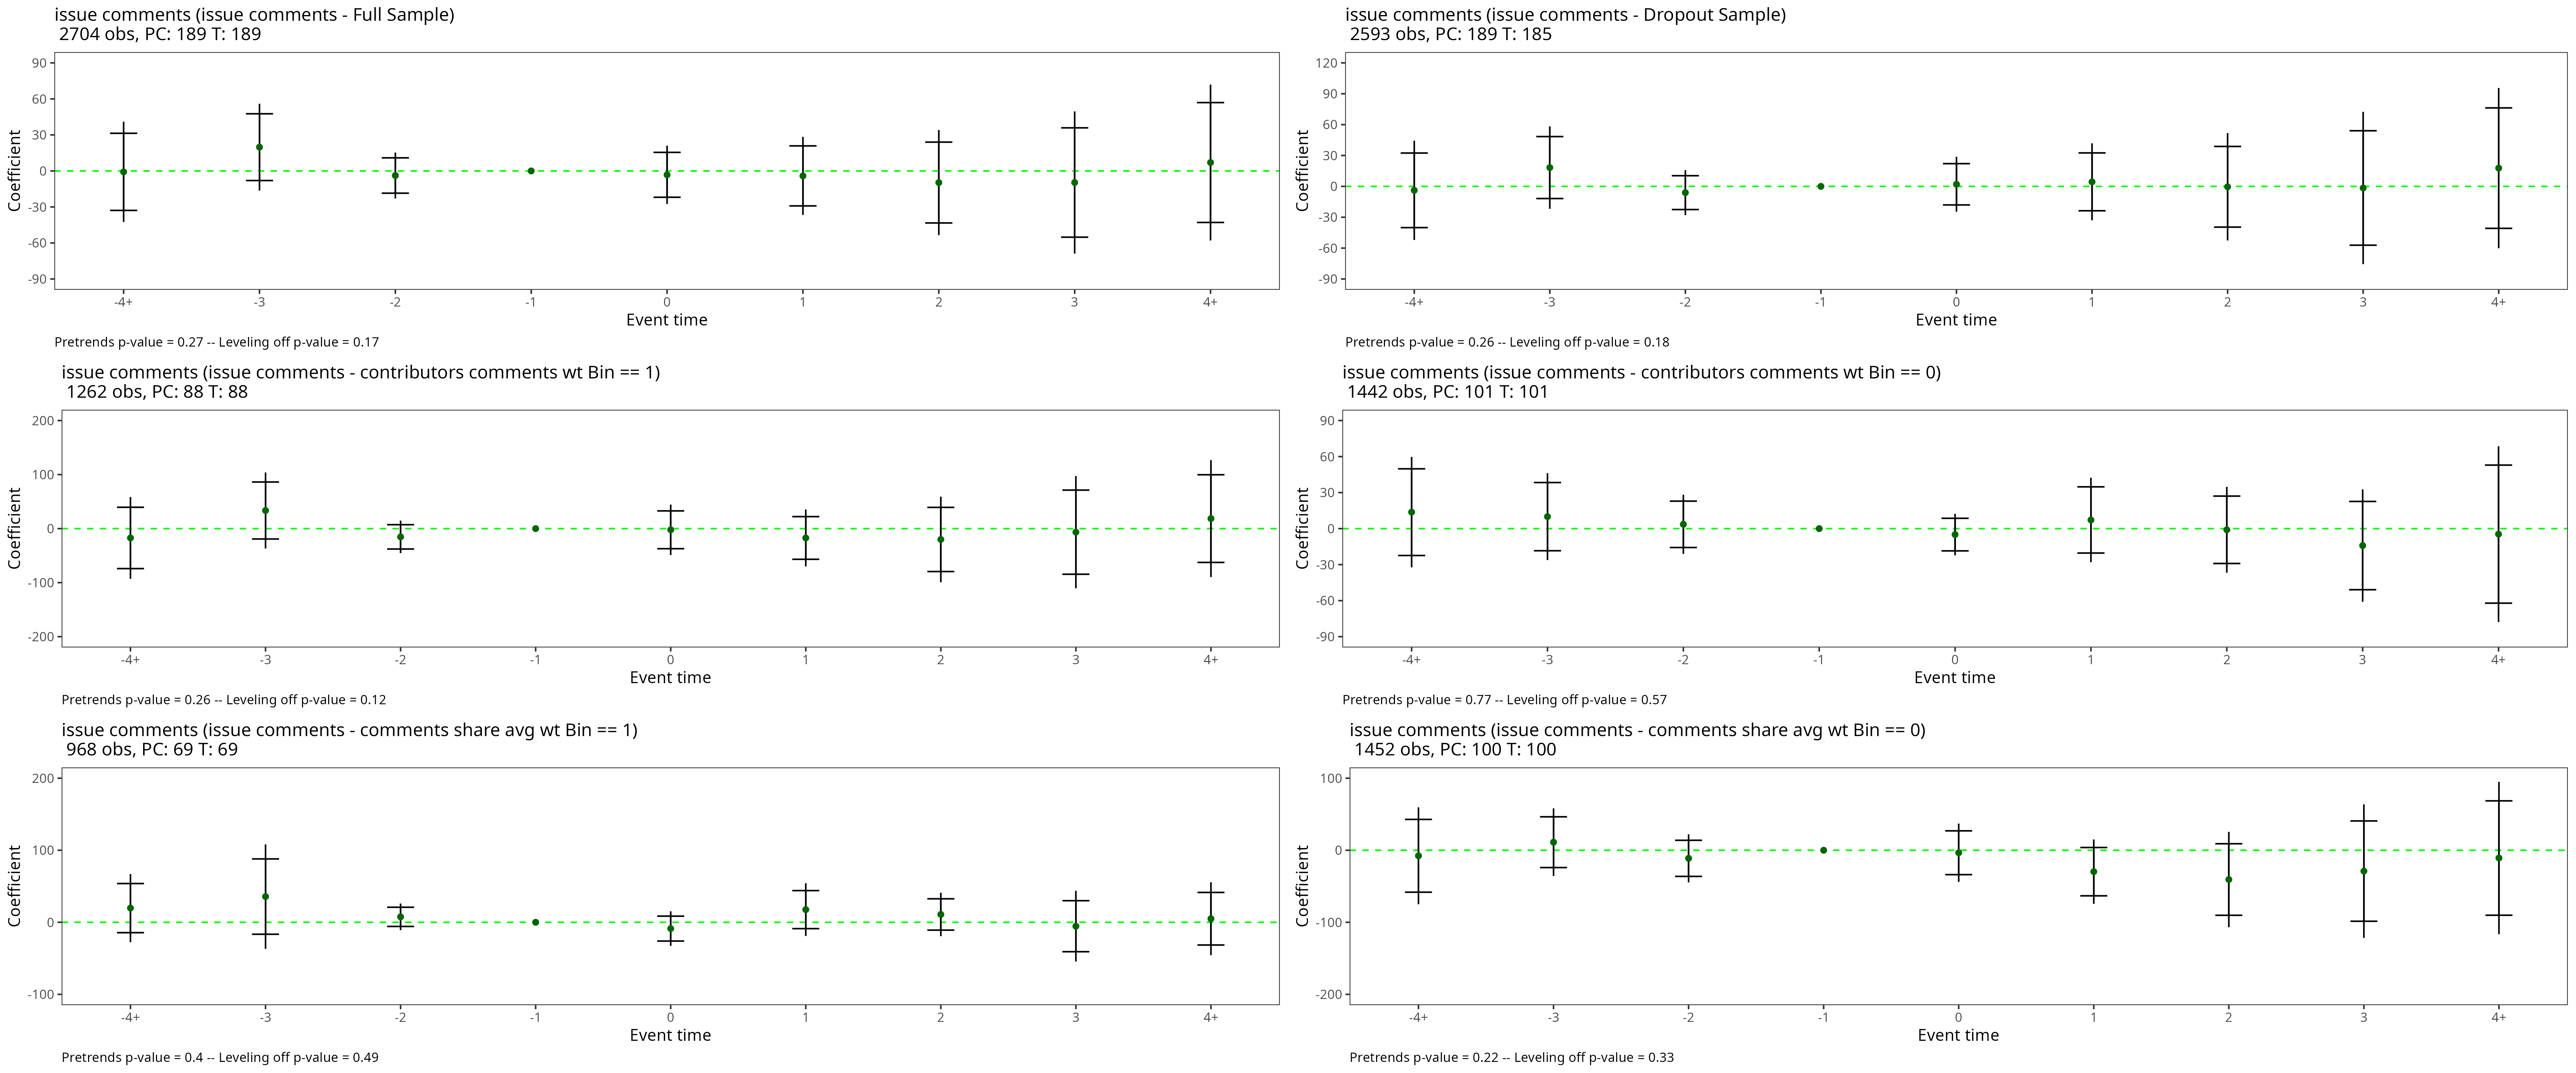 issue comments (issue comments - Full Sample)
2704 obs, PC: 189 T: 189
90
60
30
0
-30
-60
-90
Coefficient
-4+ -3 -2 -1 0 1 2 3 4+
Event time
Pretrends p-value = 0.27 -- Leveling off p-value = 0.17
issue comments (issue comments - Dropout Sample)
2593 obs, PC: 189 T: 185
120
90
60
30
0
-30
-60
-90
Coefficient
-4+ -3 -2 -1 0 1 2 3 4+
Event time
Pretrends p-value = 0.26 -- Leveling off p-value = 0.18
issue comments (issue comments - contributors comments wt Bin == 1)
1262 obs, PC: 88 T: 88
200
100
0
-100
-200
Coefficient
-4+ -3 -2 -1 0 1 2 3 4+
Event time
Pretrends p-value = 0.26 -- Leveling off p-value = 0.12
issue comments (issue comments - contributors comments wt Bin == 0)
1442 obs, PC: 101 T: 101
90
60
30
0
-30
-60
-90
Coefficient
-4+ -3 -2 -1 0 1 2 3 4+
Event time
Pretrends p-value = 0.77 -- Leveling off p-value = 0.57
issue comments (issue comments - comments share avg wt Bin == 1)
968 obs, PC: 69 T: 69
200
100
0
-100
Coefficient
-4+ -3 -2 -1 0 1 2 3 4+
Event time
Pretrends p-value = 0.4 -- Leveling off p-value = 0.49
issue comments (issue comments - comments share avg wt Bin == 0)
1452 obs, PC: 100 T: 100
100
0
-100
-200
Coefficient
-4+ -3 -2 -1 0 1 2 3 4+
Event time
Pretrends p-value = 0.22 -- Leveling off p-value = 0.33